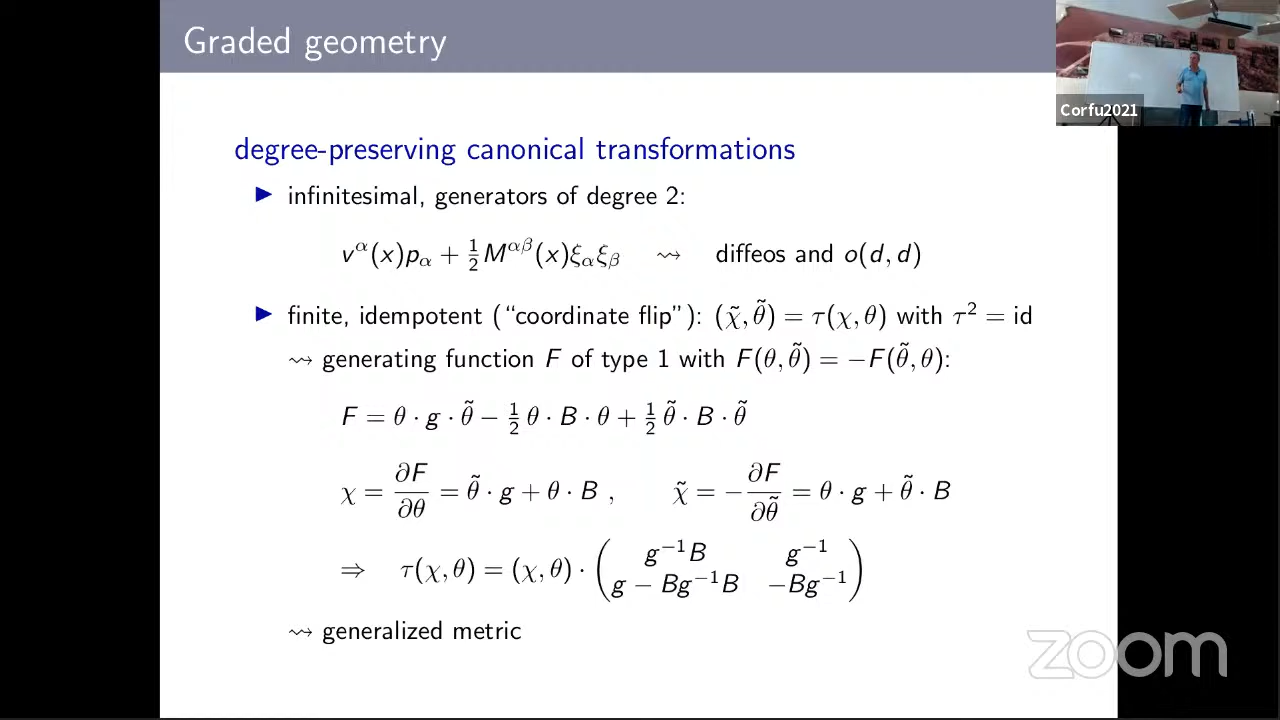 Graded geometry
Corfu2021
degree-preserving canonical transformations
▶ infinitesimal, generators of degree 2:
v^α(x)p_α + ½ M^{αβ}(x)ξ_αξ_β ⇝ diffeos and o(d, d)
▶ finite, idempotent (“coordinate flip”): (χ̃, θ̃) = τ(χ, θ) with τ² = id
⇝ generating function F of type 1 with F(θ, θ̃) = −F(θ̃, θ):
F = θ · g · θ̃ − ½ θ · B · θ + ½ θ̃ · B · θ̃
χ = ∂F/∂θ = θ̃ · g + θ · B , χ̃ = −∂F/∂θ̃ = θ · g + θ̃ · B
⇒ τ(χ, θ) = (χ, θ) · ( g⁻¹B g⁻¹ ; g − Bg⁻¹B −Bg⁻¹ )
⇝ generalized metric
zoom